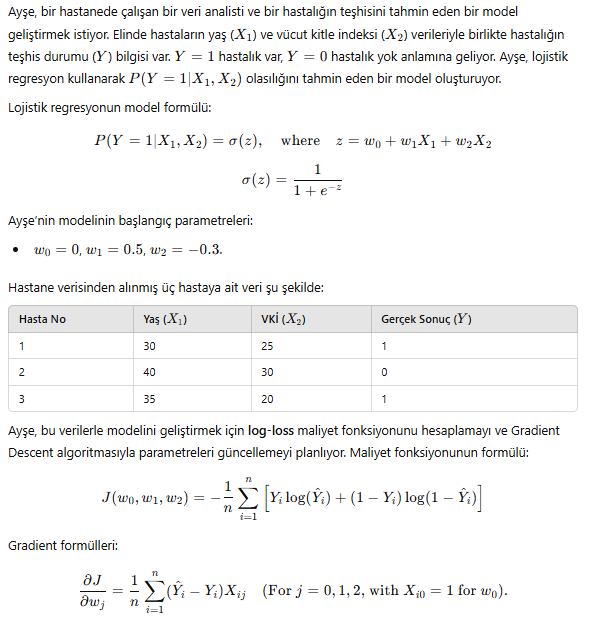 Ayşe, bir hastanede çalışan bir veri analisti ve bir hastalığın teşhisini tahmin eden bir model
geliştirmek istiyor. Elinde hastaların yaş (X₁) ve vücut kitle indeksi (X₂) verileriyle birlikte hastalığın
teşhis durumu (Y) bilgisi var. Y = 1 hastalık var, Y = 0 hastalık yok anlamına geliyor. Ayşe, lojistik
regresyon kullanarak P(Y = 1|X₁, X₂) olasılığını tahmin eden bir model oluşturuyor.
Lojistik regresyonun model formülü:
P(Y = 1|X₁, X₂) = σ(z), where z = w₀ + w₁X₁ + w₂X₂
σ(z) = 1 / (1 + e^{-z})
Ayşe'nin modelinin başlangıç parametreleri:
• w₀ = 0, w₁ = 0.5, w₂ = −0.3.
Hastane verisinden alınmış üç hastaya ait veri şu şekilde:
Hasta No Yaş (X₁) VKİ (X₂) Gerçek Sonuç (Y)
1 30 25 1
2 40 30 0
3 35 20 1
Ayşe, bu verilerle modelini geliştirmek için log-loss maliyet fonksiyonunu hesaplamayı ve Gradient
Descent algoritmasıyla parametreleri güncellemeyi planlıyor. Maliyet fonksiyonunun formülü:
J(w₀, w₁, w₂) = −1/n ∑_{i=1}^{n} [Yᵢ log(Ŷᵢ) + (1 − Yᵢ) log(1 − Ŷᵢ)]
Gradient formülleri:
∂J/∂wⱼ = 1/n ∑_{i=1}^{n} (Ŷᵢ − Yᵢ)Xᵢⱼ (For j = 0, 1, 2, with Xᵢ₀ = 1 for w₀).